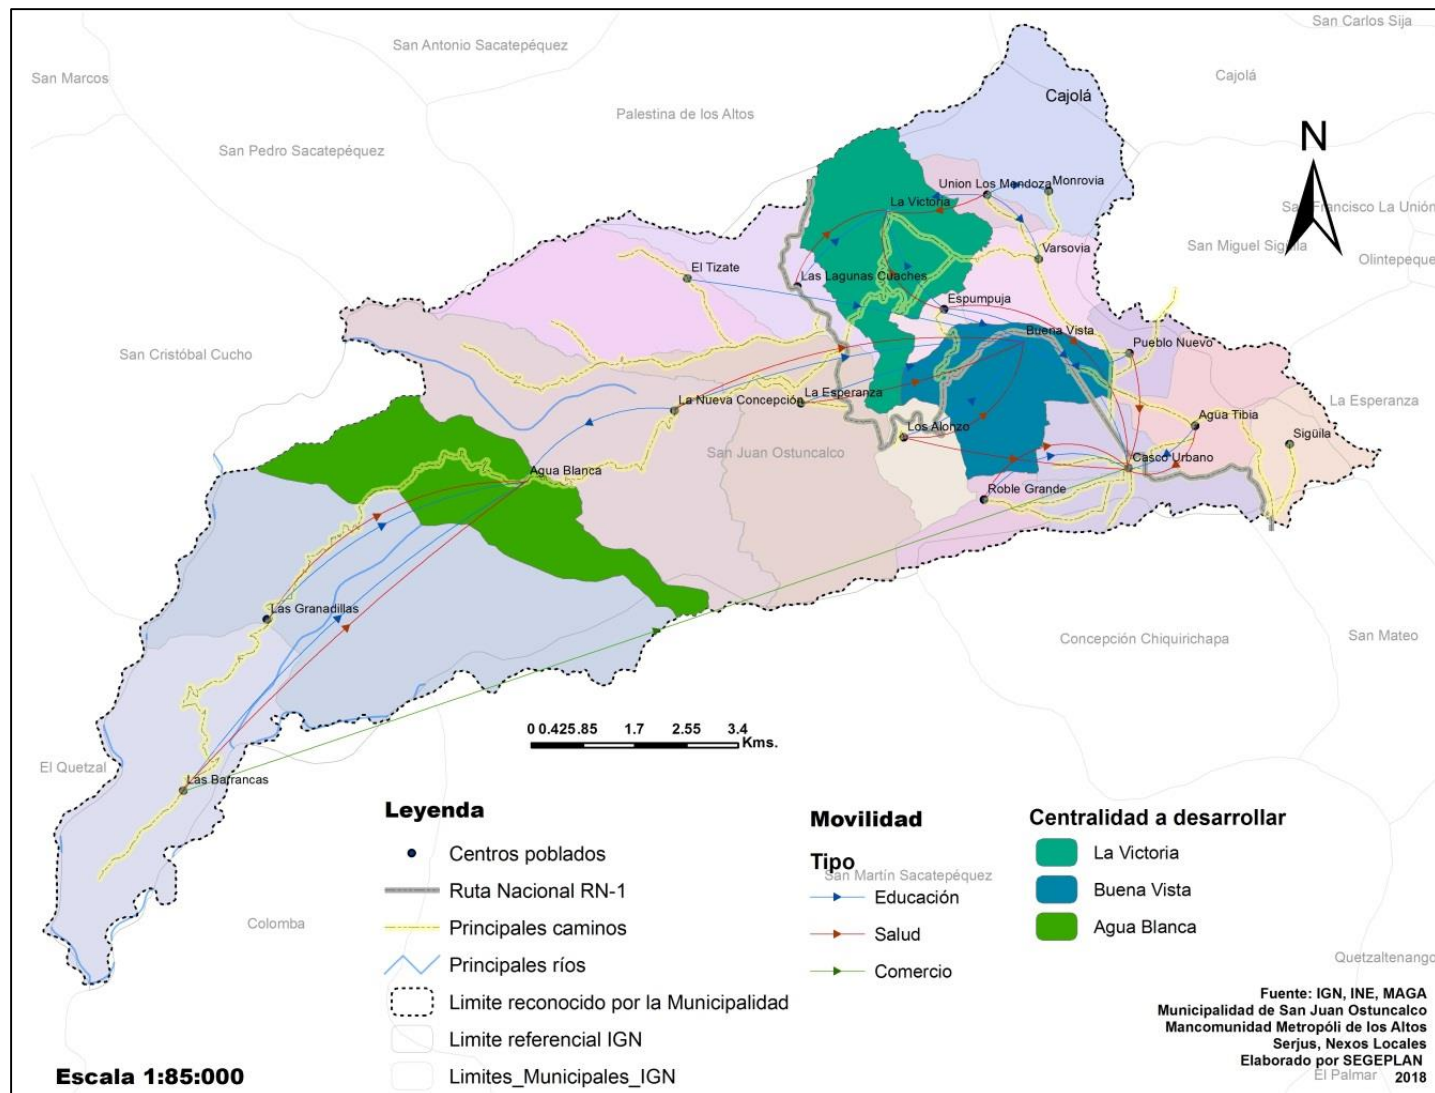 San Carlos Sija
San Antonio Sacatepéquez
San Marcos
Cajolá
Cajolá
Palestina de los Altos
N
San Pedro Sacatepéquez
Union Los Mendoza
Monrovia
La Victoria
San Francisco La Unión
San Miguel Sigüila
Varsovia
Olintepeque
El Tizate
Las Lagunas Cuaches
Espumpuja
Buena Vista
San Cristóbal Cucho
Pueblo Nuevo
La Nueva Concepción
La Esperanza
La Esperanza
Agua Tibia
Los Alonzo
Sigüila
San Juan Ostuncalco
Casco Urbano
Agua Blanca
Roble Grande
Las Granadillas
Concepción Chiquirichapa
San Mateo
0 0.425.85 1.7 2.55 3.4
Kms.
El Quetzal
Las Barrancas
Leyenda
Centros poblados
Ruta Nacional RN-1
Principales caminos
Principales ríos
Limite reconocido por la Municipalidad
Limite referencial IGN
Limites_Municipales_IGN
Movilidad
Tipo
San Martín Sacatepéquez
Educación
Salud
Comercio
Centralidad a desarrollar
La Victoria
Buena Vista
Agua Blanca
Colomba
Quetzaltenango
Fuente: IGN, INE, MAGA
Municipalidad de San Juan Ostuncalco
Mancomunidad Metropóli de los Altos
Serjus, Nexos Locales
Elaborado por SEGEPLAN
El Palmar
2018
Escala 1:85:000